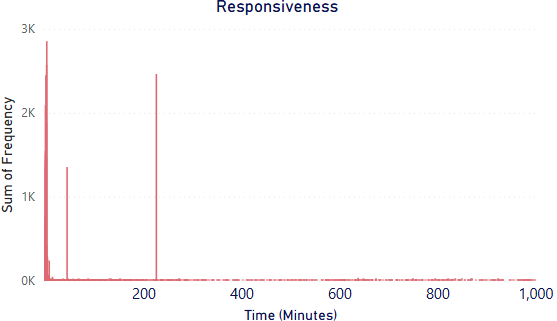 Responsiveness
3K
2K
1K
0K
Sum of Frequency
200 400 600 800 1,000
Time (Minutes)